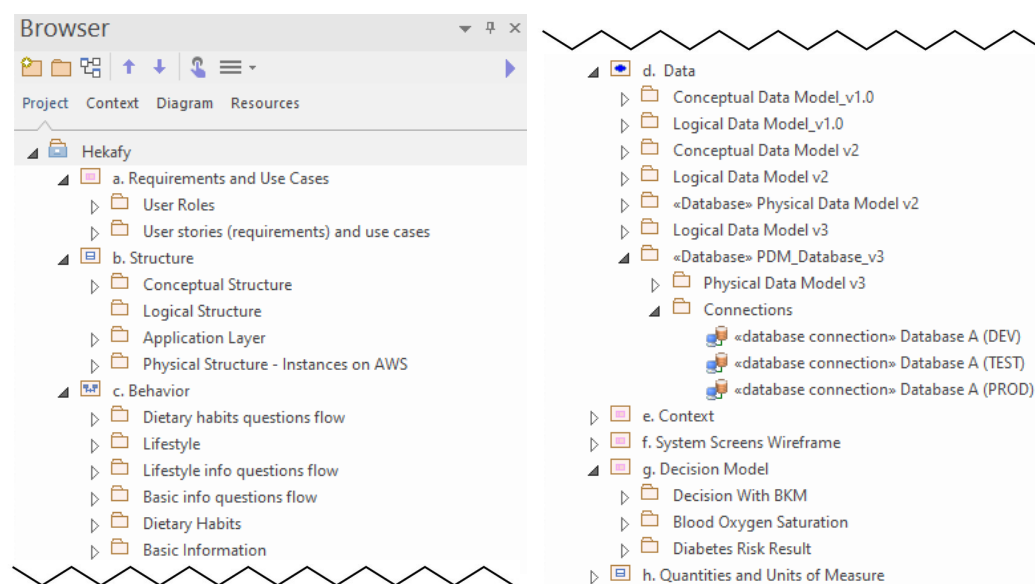 Browser
Project Context Diagram Resources
Hekafy
a. Requirements and Use Cases
User Roles
User stories (requirements) and use cases
b. Structure
Conceptual Structure
Logical Structure
Application Layer
Physical Structure - Instances on AWS
c. Behavior
Dietary habits questions flow
Lifestyle
Lifestyle info questions flow
Basic info questions flow
Dietary Habits
Basic Information
d. Data
Conceptual Data Model_v1.0
Logical Data Model_v1.0
Conceptual Data Model v2
Logical Data Model v2
«Database» Physical Data Model v2
Logical Data Model v3
«Database» PDM_Database_v3
Physical Data Model v3
Connections
«database connection» Database A (DEV)
«database connection» Database A (TEST)
«database connection» Database A (PROD)
e. Context
f. System Screens Wireframe
g. Decision Model
Decision With BKM
Blood Oxygen Saturation
Diabetes Risk Result
h. Quantities and Units of Measure